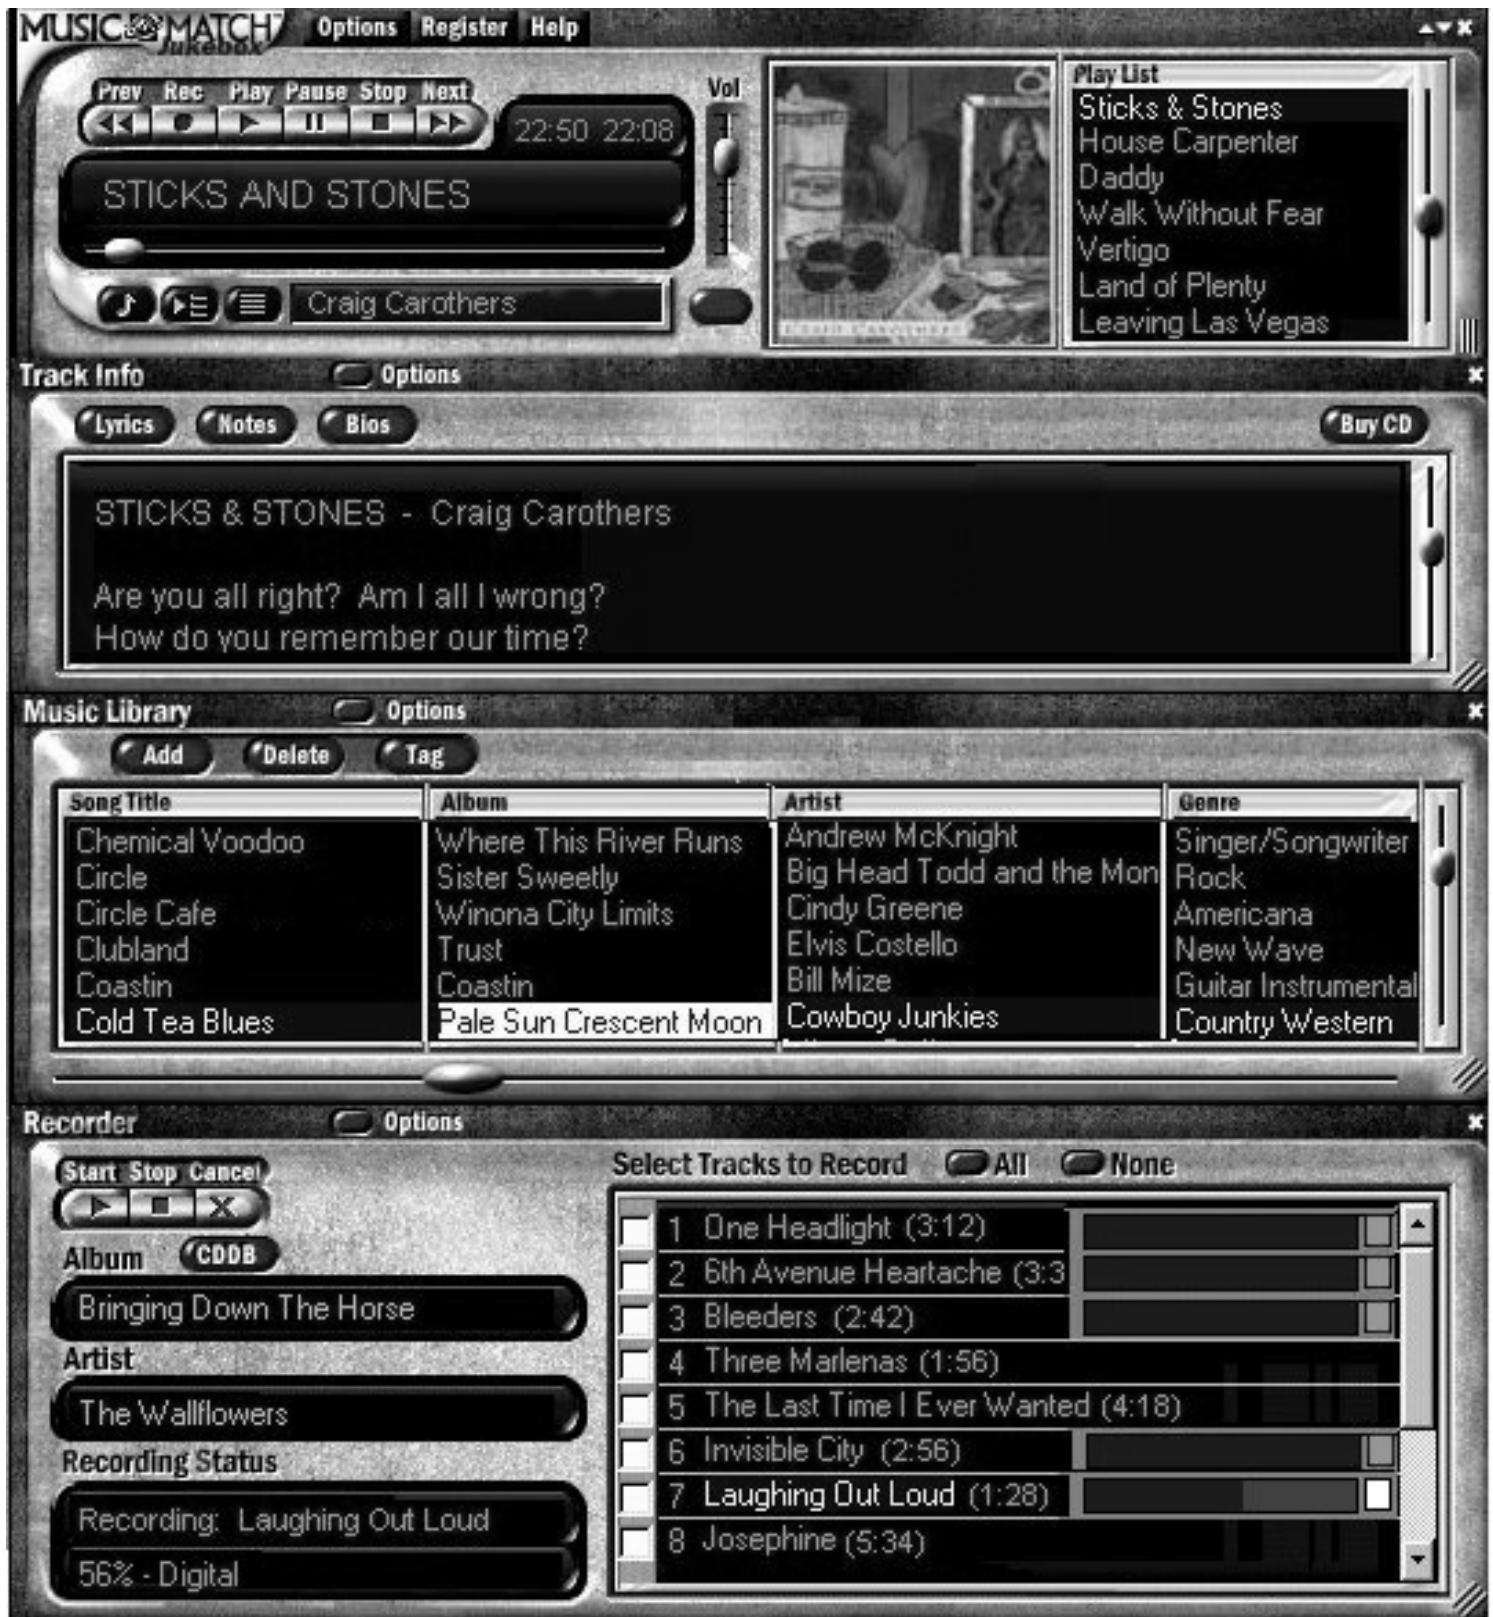 MUSIC MATCH Options Register Help
Jukebox
Prev Rec Play Pause Stop Next
22:50 22:08
Vol
STICKS AND STONES
Craig Carothers
CRAIG CAROTHERS
Play List
Sticks & Stones
House Carpenter
Daddy
Walk Without Fear
Vertigo
Land of Plenty
Leaving Las Vegas
Track Info Options
Lyrics Notes Bios Buy CD
STICKS & STONES - Craig Carothers
Are you all right? Am I all I wrong?
How do you remember our time?
Music Library Options
Add Delete Tag
Song Title Album Artist Genre
Chemical Voodoo Where This River Runs Andrew McKnight Singer/Songwriter
Circle Sister Sweetly Big Head Todd and the Mon Rock
Circle Cafe Winona City Limits Cindy Greene Americana
Clubland Trust Elvis Costello New Wave
Coastin Coastin Bill Mize Guitar Instrumental
Cold Tea Blues Pale Sun Crescent Moon Cowboy Junkies Country Western
Recorder Options
Start Stop Cancel
Album CDDB
Bringing Down The Horse
Artist
The Wallflowers
Recording Status
Recording: Laughing Out Loud
56% - Digital
Select Tracks to Record All None
1 One Headlight (3:12)
2 6th Avenue Heartache (3:3
3 Bleeders (2:42)
4 Three Marlenas (1:56)
5 The Last Time I Ever Wanted (4:18)
6 Invisible City (2:56)
7 Laughing Out Loud (1:28)
8 Josephine (5:34)